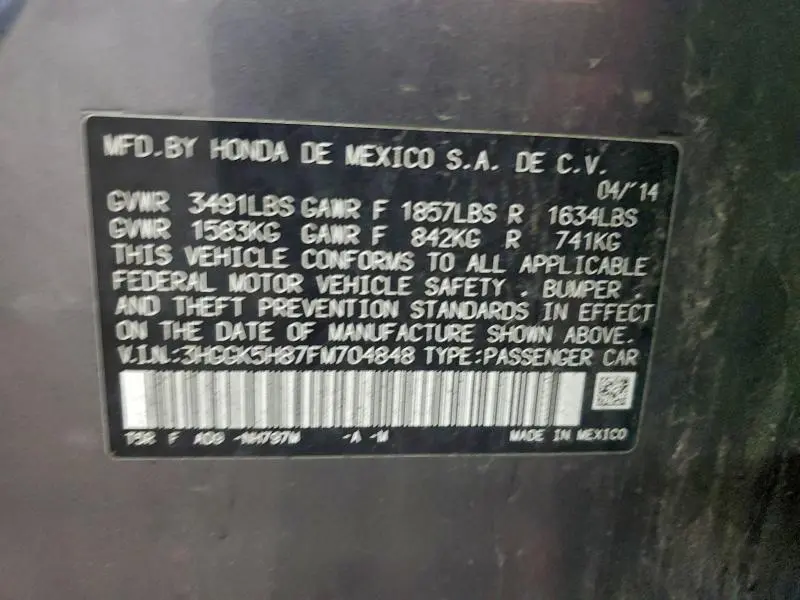 MFD.BY HONDA DE MEXICO S.A. DE C.V.
04/'14
GVWR 3491LBS GAWR F 1857LBS R 1634LBS
GVWR 1583KG GAWR F 842KG R 741KG
THIS VEHICLE CONFORMS TO ALL APPLICABLE
FEDERAL MOTOR VEHICLE SAFETY , BUMPER ,
AND THEFT PREVENTION STANDARDS IN EFFECT
ON THE DATE OF MANUFACTURE SHOWN ABOVE.
V.I.N.:3HGGK5H87FM704848 TYPE:PASSENGER CAR
F -NH797M -A -M MADE IN MEXICO